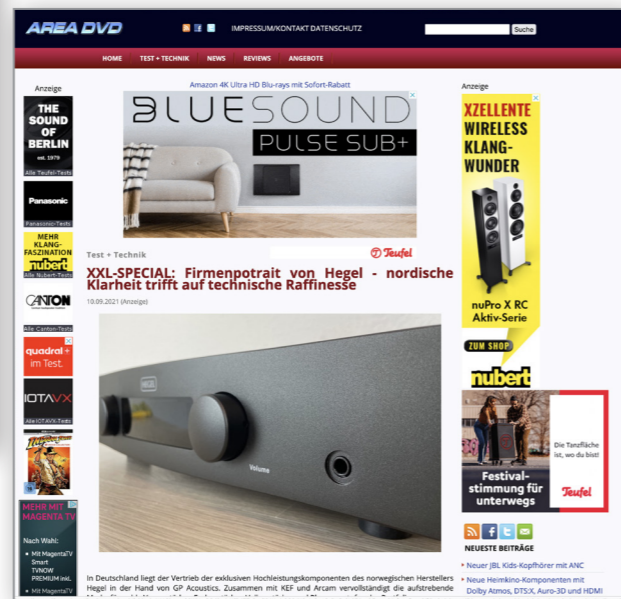 AREA DVD
IMPRESSUM/KONTAKT DATENSCHUTZ
Suche
HOME
TEST + TECHNIK
NEWS
REVIEWS
ANGEBOTE
Anzeige
THE
SOUND
OF
BERLIN
est. 1979
Alle Teufel-Tests
Panasonic
Panasonic-Tests
MEHR
KLANG-
FASZINATION
nubert
Alle Nubert-Tests
CANTON
Alle Canton-Tests
quadral +
im Test.
IOTAVX
Alle IOTAVX-Tests
MEHR MIT
MAGENTA TV
Nach Wahl:
• MitMagentaTV
Smart
TVNOW
PREMIUM inkl.
• Mit MagentaTV
Amazon 4K Ultra HD Blu-rays mit Sofort-Rabatt
BLUESOUND
PULSE SUB+
Teufel
Test + Technik
XXL-SPECIAL: Firmenpotrait von Hegel - nordische
Klarheit trifft auf technische Raffinesse
10.09.2021 (Anzeige)
HEGEL
Volume
In Deutschland liegt der Vertrieb der exklusiven Hochleistungskomponenten des norwegischen Herstellers
Hegel in der Hand von GP Acoustics. Zusammen mit KEF und Arcam vervollständigt die aufstrebende
Anzeige
XZELLENTE
WIRELESS
KLANG-
WUNDER
nuPro X RC
Aktiv-Serie
ZUM SHOP
nubert
Festival-
stimmung für
unterwegs
Die Tanzfläche
ist, wo du bist!
Teufel
NEUESTE BEITRÄGE
Neuer JBL Kids-Kopfhörer mit ANC
Neue Heimkino-Komponenten mit
Dolby Atmos, DTS:X, Auro-3D und HDMI